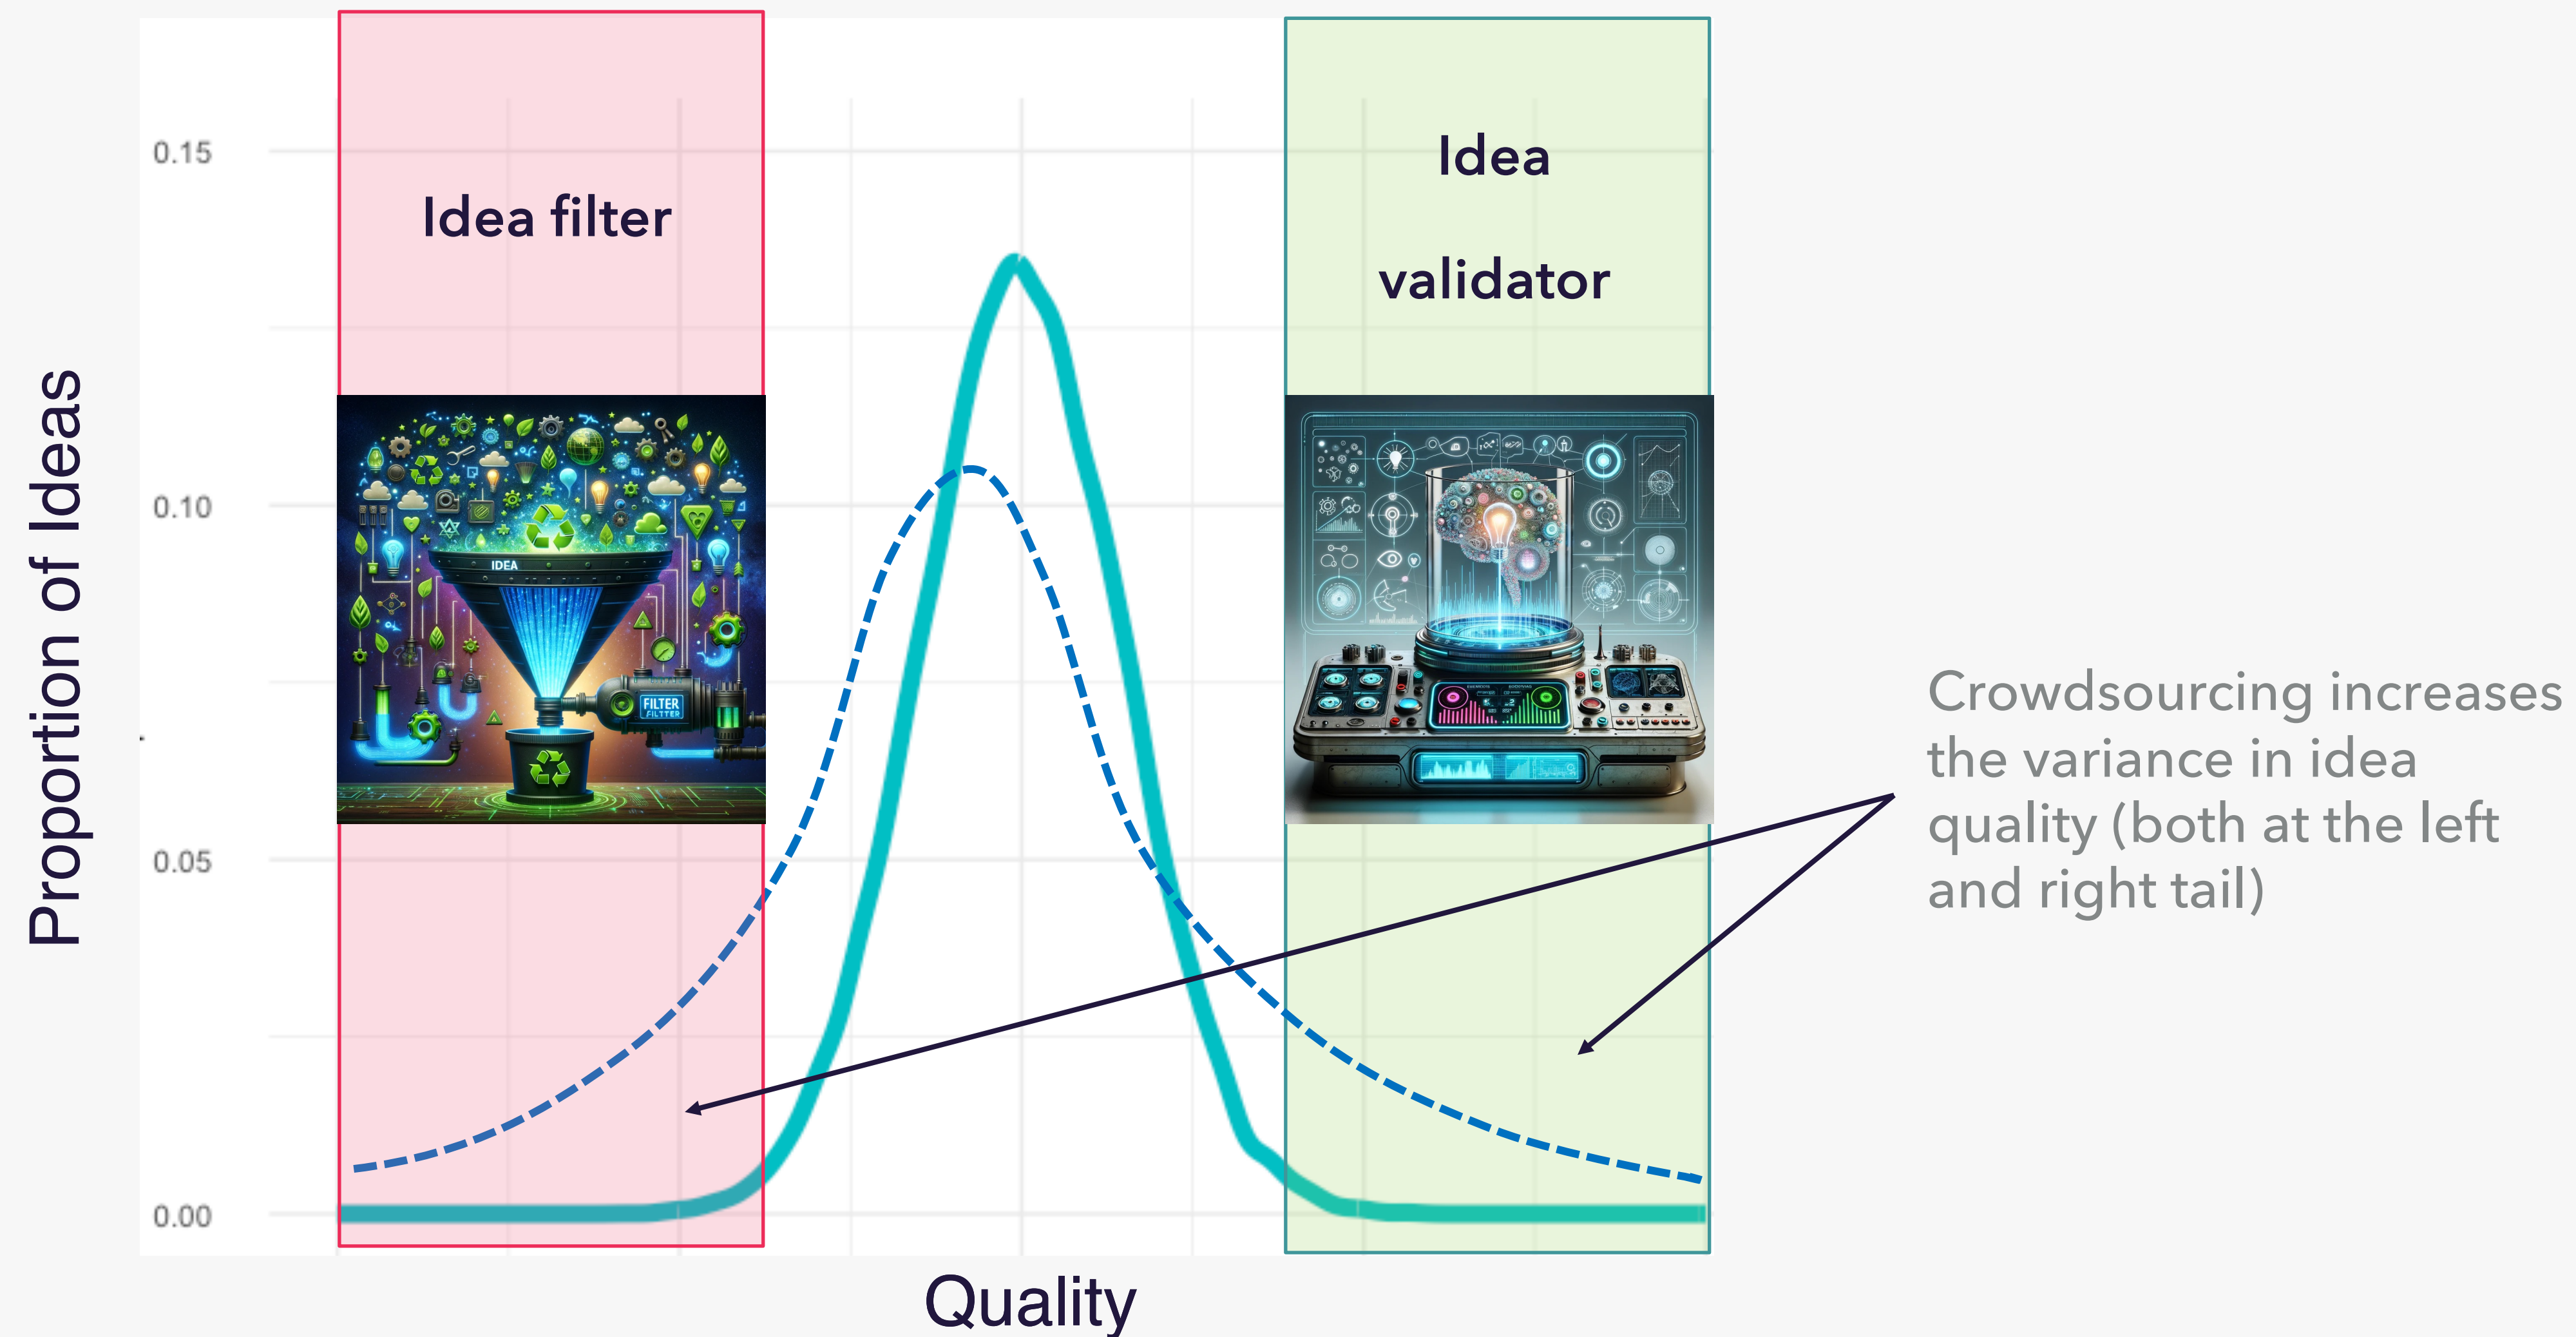 Idea filter
Idea
validator
0.15
0.10
0.05
0.00
Proportion of Ideas
Quality
IDEA
FILTER
FILTTER
Crowdsourcing increases
the variance in idea
quality (both at the left
and right tail)